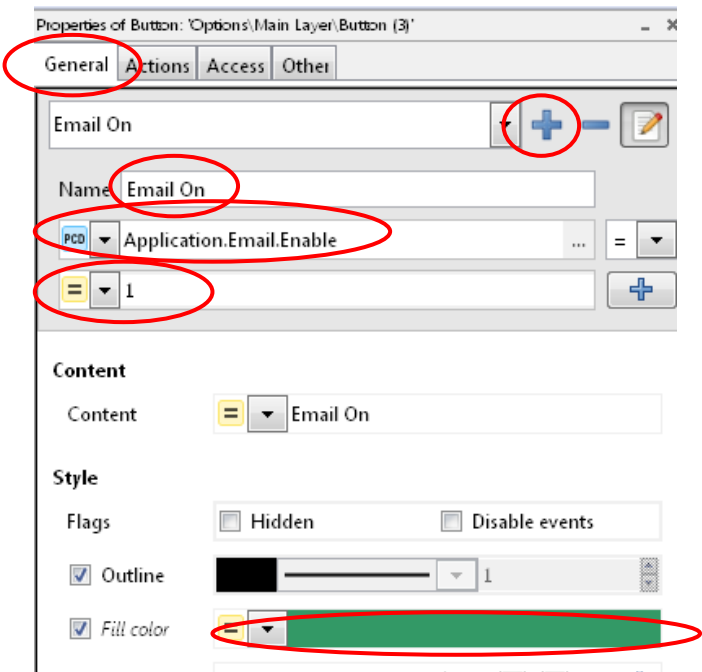 Properties of Button: 'Options\Main Layer\Button (3)'
General Actions Access Other
Email On
Name Email On
PCD Application.Email.Enable ... =
= 1
Content
Content = Email On
Style
Flags Hidden Disable events
Outline 1
Fill color =